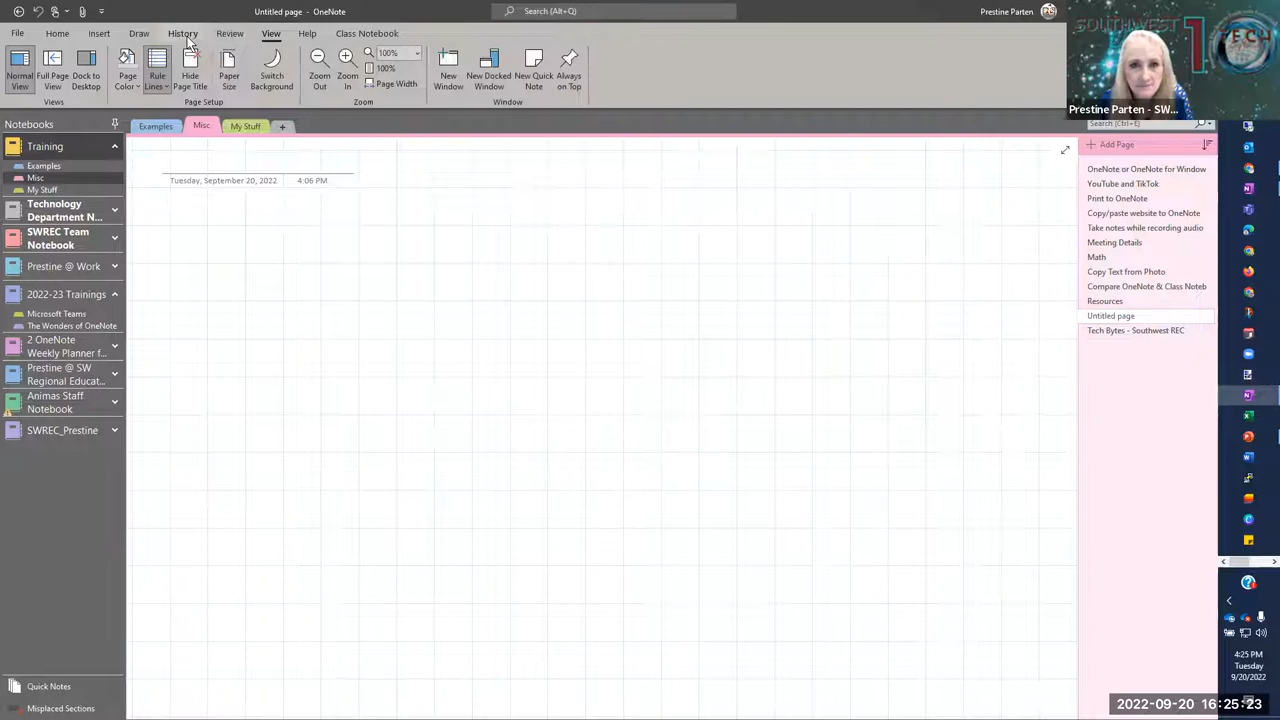 Untitled page - OneNote
Search (Alt+Q)
Prestine Parten
File Home Insert Draw History Review View Help Class Notebook
Normal View
Full Page View
Dock to Desktop
Page Color
Rule Lines
Hide Page Title
Paper Size
Switch Background
Zoom Out
Zoom In
100%
100%
Page Width
New Window
New Docked Window
New Quick Note
Always on Top
Views
Page Setup
Zoom
Window
SOUTHWEST
TECH
Prestine Parten - SW...
Notebooks
Examples
Misc
My Stuff
Search (Ctrl+E)
Training
Examples
Misc
My Stuff
Technology
Department N...
SWREC Team
Notebook
Prestine @ Work
2022-23 Trainings
Microsoft Teams
The Wonders of OneNote
2 OneNote
Weekly Planner f...
Prestine @ SW
Regional Educat...
Animas Staff
Notebook
SWREC_Prestine
Quick Notes
Misplaced Sections
Tuesday, September 20, 2022
4:06 PM
Add Page
OneNote or OneNote for Window
YouTube and TikTok
Print to OneNote
Copy/paste website to OneNote
Take notes while recording audio
Meeting Details
Math
Copy Text from Photo
Compare OneNote & Class Noteb
Resources
Untitled page
Tech Bytes - Southwest REC
4:25 PM
Tuesday
9/20/2022
2022-09-20 16:25:23